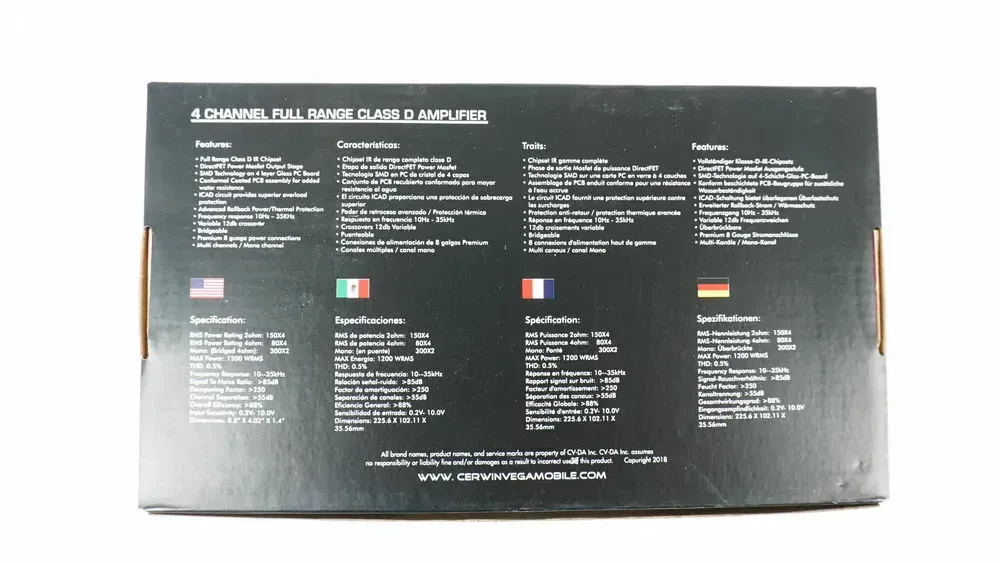 4 CHANNEL FULL RANGE CLASS D AMPLIFIER
Features:
• Full Range Class D IR Chipset
• DirectFET Power Mosfet Output Stage
• SMD Technology on 4 layer Glass PC Board
• Conformal Coated PCB assembly for added
water resistance
• ICAD circuit provides superior overload
protection
• Advanced Rollback Power/Thermal Protection
• Frequency response 10Hz – 35KHz
• Variable 12db crossover
• Bridgeable
• Premium 8 guage power connections
• Multi channels / Mono channel
Características:
• Chipset IR de rango completo clase D
• Etapa de salida DirectFET Power Mosfet
• Tecnología SMD en PC de cristal de 4 capas
• Conjunto de PCB recubierto conformado para mayor
resistencia al agua
• El circuito ICAD proporciona una protección de sobrecarga
superior
• Poder de retroceso avanzado / Protección térmica
• Respuesta en frecuencia 10Hz - 35kHz
• Crossovers 12db Variable
• Puenteable
• Conexiones de alimentación de 8 galgas Premium
• Canales múltiples / canal mono
Traits:
• Chipset IR gamme complète
• Phase de sortie Mosfet de puissance DirectFET
• Technologie SMD sur une carte PC en verre à 4 couches
• Assemblage de PCB enduit conforme pour une résistance
à l'eau accrue
• Le circuit ICAD fournit une protection supérieure contre
les surcharges
• Protection anti-retour / protection thermique avancée
• Réponse en fréquence 10Hz - 35kHz
• 12db croisements variable
• Bridgeable
• 8 connexions d'alimentation haut de gamme
• Multi canaux / canal Mono
Features:
• Vollständiger Klasse-D-IR-Chipsatz
• DirectFET Power Mosfet Ausgangsstufe
• SMD-Technologie auf 4-Schicht-Glas-PC-Board
• Konform beschichtete PCB-Baugruppe für zusätzliche
Wasserbeständigkeit
• ICAD-Schaltung bietet überlegenen Überlastschutz
• Erweiterter Rollback-Strom / Wärmeschutz
• Frequenzgang 10Hz - 35kHz
• Variable 12db Frequenzweichen
• Überbrückbare
• Premium 8 Gauge Stromanschlüsse
• Multi-Kanäle / Mono-Kanal
Specification:
RMS Power Rating 2ohm: 150X4
RMS Power Rating 4ohm: 80X4
Mono: (Bridged 4ohm): 300X2
MAX Power: 1200 WRMS
THD: 0.5%
Frequency Response: 10--35kHz
Signal To Noise Ratio: >85dB
Dampening Factor: >250
Channel Separation: >55dB
Overall Efficiency: >88%
Input Sensitivity: 0.2V- 10.0V
Dimensions: 8.8" X 4.02" X 1.4"
Especificaciones:
RMS de potencia 2ohm: 150X4
RMS de potencia 4ohm: 80X4
Mono: (en puente) 300X2
MAX Energía: 1200 WRMS
THD: 0.5%
Respuesta de frecuencia: 10--35kHz
Relación señal-ruido: >85dB
Factor de amortiguación: >250
Separación de canales: >55dB
Eficiencia General: >88%
Sensibilidad de entrada: 0.2V- 10.0V
Dimensions: 225.6 X 102.11 X
35.56mm
Spécification:
RMS Puissance 2ohm: 150X4
RMS Puissance 4ohm: 80X4
Mono: Ponté 300X2
MAX Power: 1200 WRMS
THD: 0.5%
Réponse en fréquence: 10--35kHz
Rapport signal sur bruit: >85dB
Facteur d'amortissement: >250
Séparation des canaux: >55dB
Efficacité Globale: >88%
Sensibilité d'entrée: 0.2V- 10.0V
Dimensions: 225.6 X 102.11 X
35.56mm
Spezifikationen:
RMS-Nennleistung 2ohm: 150X4
RMS-Nennleistung 4ohm: 80X4
Mono: Überbrückte 300X2
MAX Power: 1200 WRMS
THD: 0.5%
Frequency Response: 10--35kHz
Signal-Rauschverhältnis: >85dB
Feucht Factor: >250
Kanaltrennung: >55dB
Gesamtwirkungsgrad: >88%
Eingangsempfindlichkeit: 0.2V- 10.0V
Dimensions: 225.6 X 102.11 X
35.56mm
All brand names, product names, and service marks are property of CV-DA Inc. CV-DA Inc. assumes
no responsibility or liability fine and/or damages as a result to incorrect use this product. Copyright 2018
WWW. CERWINVEGAMOBILE.COM